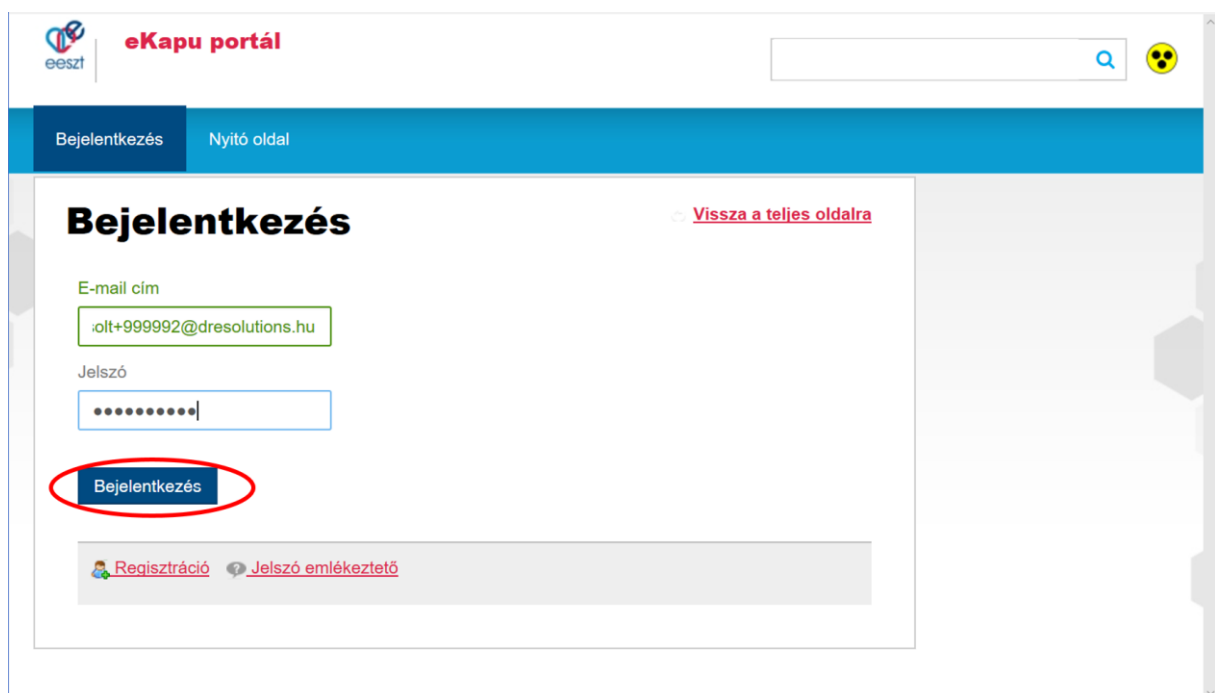 eeszt
eKapu portál
Bejelentkezés Nyitó oldal
Bejelentkezés
Vissza a teljes oldalra
E-mail cím
olt+999992@dresolutions.hu
Jelszó
••••••••••
Bejelentkezés
Regisztráció Jelszó emlékeztető